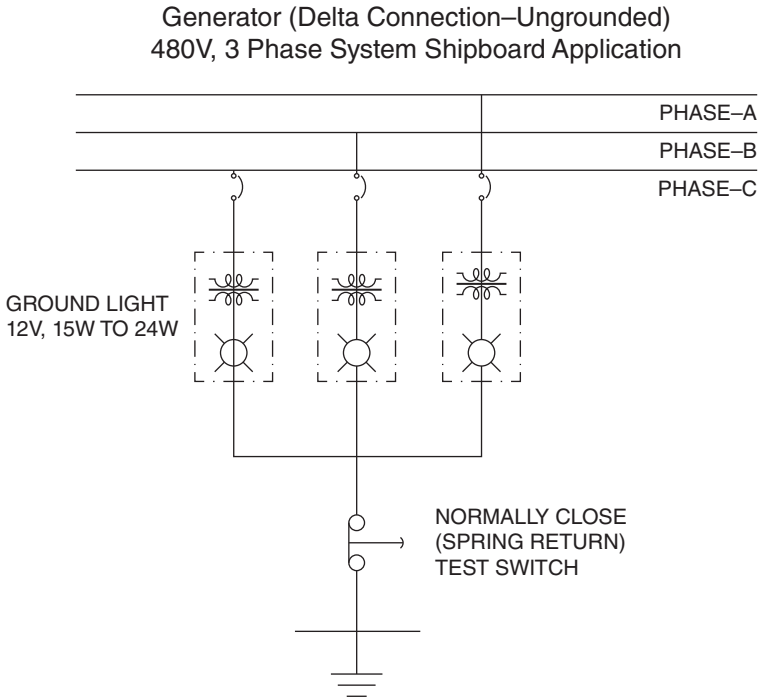 Generator (Delta Connection–Ungrounded)
480V, 3 Phase System Shipboard Application
PHASE–A
PHASE–B
PHASE–C
GROUND LIGHT
12V, 15W TO 24W
NORMALLY CLOSE
(SPRING RETURN)
TEST SWITCH